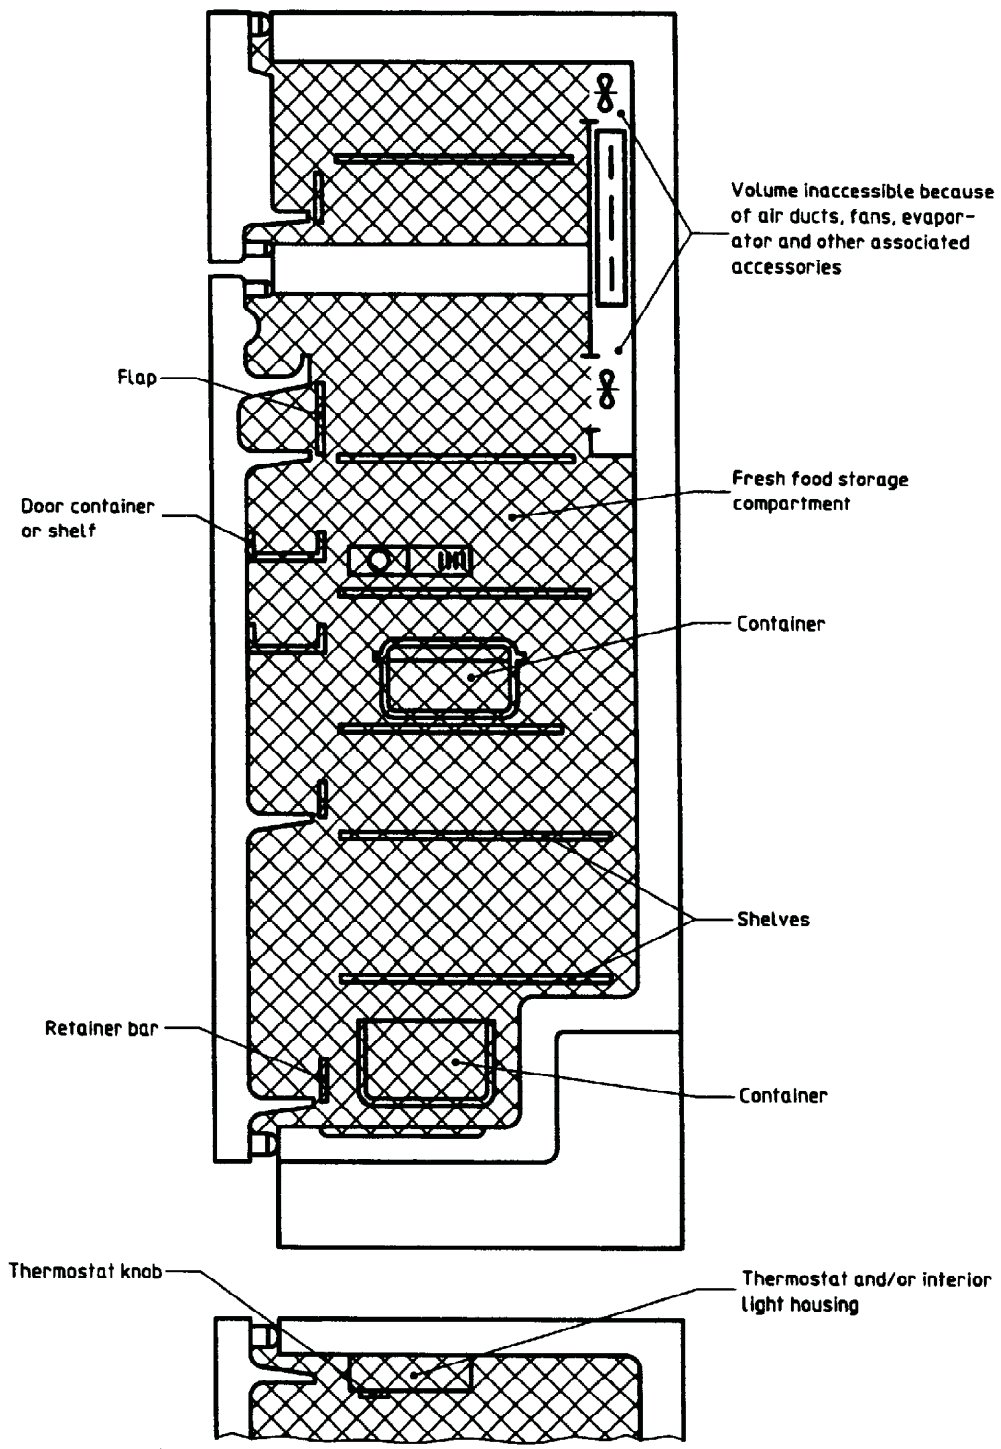 Volume inaccessible because
of air ducts, fans, evapor-
ator and other associated
accessories
Flap
Fresh food storage
compartment
Door container
or shelf
Container
Shelves
Retainer bar
Container
Thermostat knob
Thermostat and/or interior
light housing